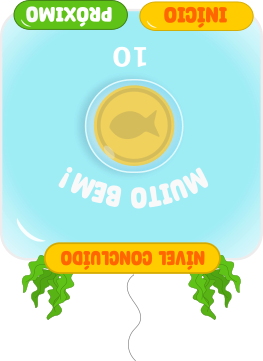 NÍVEL CONCLUÍDO
MUITO BEM!
10
INÍCIO
PRÓXIMO